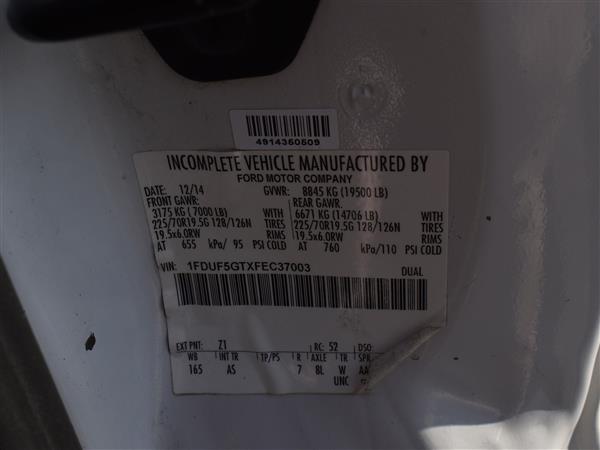 4914350509
INCOMPLETE VEHICLE MANUFACTURED BY
FORD MOTOR COMPANY
DATE: 12/14 GVWR: 8845 KG (19500 LB)
FRONT GAWR: REAR GAWR:
3175 KG (7000 LB) WITH 6671 KG (14706 LB) WITH
225/70R19.5G 128/126N TIRES 225/70R19.5G 128/126N TIRES
19.5x6.0RW RIMS 19.5x6.0RW RIMS
AT 655 kPa/ 95 PSI COLD AT 760 kPa/110 PSI COLD
VIN: 1FDUF5GTXFEC37003 DUAL
EXT PNT: Z1 RC: 52 DSO:
WB INT TR TP/PS R AXLE TR SPR
165 AS 7 8L W AA
UNC